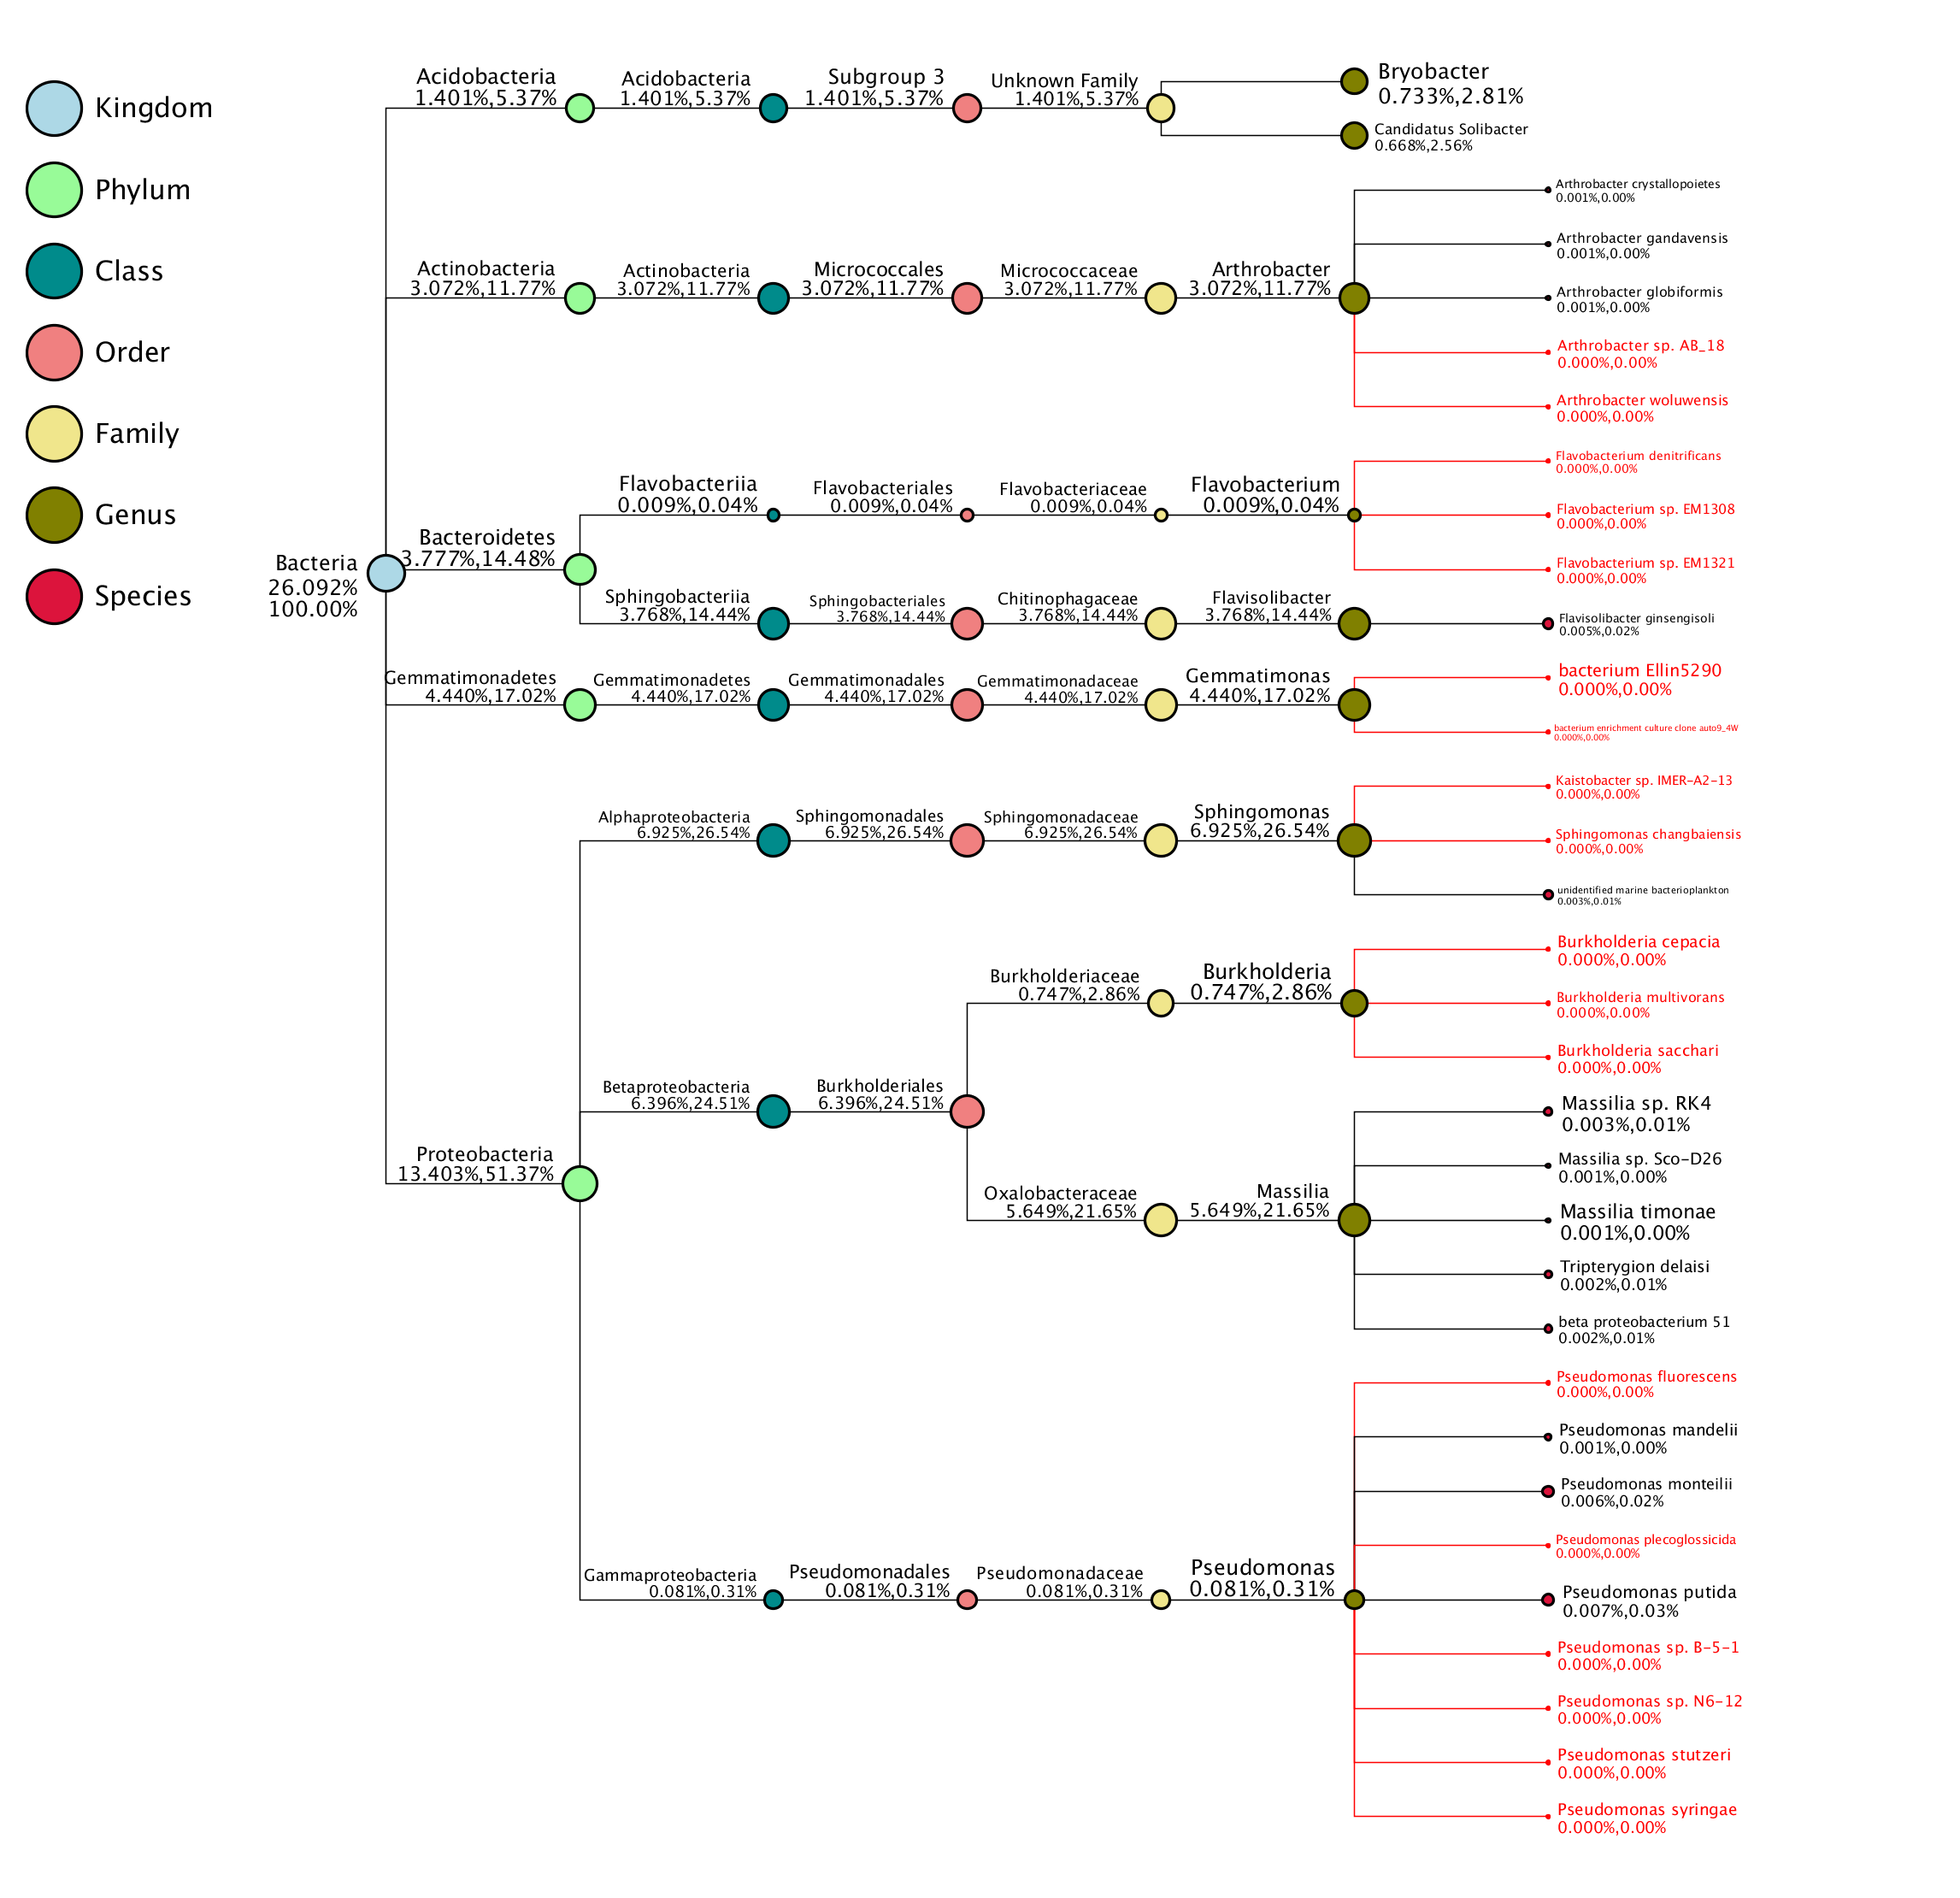 Kingdom
Phylum
Class
Order
Family
Genus
Species
Bacteria
26.092%
100.00%
Acidobacteria
1.401%,5.37%
Acidobacteria
1.401%,5.37%
Subgroup 3
1.401%,5.37%
Unknown Family
1.401%,5.37%
Bryobacter
0.733%,2.81%
Candidatus Solibacter
0.668%,2.56%
Actinobacteria
3.072%,11.77%
Actinobacteria
3.072%,11.77%
Micrococcales
3.072%,11.77%
Micrococcaceae
3.072%,11.77%
Arthrobacter
3.072%,11.77%
Arthrobacter crystallopoietes
0.001%,0.00%
Arthrobacter gandavensis
0.001%,0.00%
Arthrobacter globiformis
0.001%,0.00%
Arthrobacter sp. AB_18
0.000%,0.00%
Arthrobacter woluwensis
0.000%,0.00%
Bacteroidetes
3.777%,14.48%
Flavobacteriia
0.009%,0.04%
Flavobacteriales
0.009%,0.04%
Flavobacteriaceae
0.009%,0.04%
Flavobacterium
0.009%,0.04%
Flavobacterium denitrificans
0.000%,0.00%
Flavobacterium sp. EM1308
0.000%,0.00%
Flavobacterium sp. EM1321
0.000%,0.00%
Sphingobacteriia
3.768%,14.44%
Sphingobacteriales
3.768%,14.44%
Chitinophagaceae
3.768%,14.44%
Flavisolibacter
3.768%,14.44%
Flavisolibacter ginsengisoli
0.005%,0.02%
Gemmatimonadetes
4.440%,17.02%
Gemmatimonadetes
4.440%,17.02%
Gemmatimonadales
4.440%,17.02%
Gemmatimonadaceae
4.440%,17.02%
Gemmatimonas
4.440%,17.02%
bacterium Ellin5290
0.000%,0.00%
bacterium enrichment culture clone auto9_4W
0.000%,0.00%
Proteobacteria
13.403%,51.37%
Alphaproteobacteria
6.925%,26.54%
Sphingomonadales
6.925%,26.54%
Sphingomonadaceae
6.925%,26.54%
Sphingomonas
6.925%,26.54%
Kaistobacter sp. IMER-A2-13
0.000%,0.00%
Sphingomonas changbaiensis
0.000%,0.00%
unidentified marine bacterioplankton
0.003%,0.01%
Betaproteobacteria
6.396%,24.51%
Burkholderiales
6.396%,24.51%
Burkholderiaceae
0.747%,2.86%
Burkholderia
0.747%,2.86%
Burkholderia cepacia
0.000%,0.00%
Burkholderia multivorans
0.000%,0.00%
Burkholderia sacchari
0.000%,0.00%
Oxalobacteraceae
5.649%,21.65%
Massilia
5.649%,21.65%
Massilia sp. RK4
0.003%,0.01%
Massilia sp. Sco-D26
0.001%,0.00%
Massilia timonae
0.001%,0.00%
Tripterygion delaisi
0.002%,0.01%
beta proteobacterium 51
0.002%,0.01%
Gammaproteobacteria
0.081%,0.31%
Pseudomonadales
0.081%,0.31%
Pseudomonadaceae
0.081%,0.31%
Pseudomonas
0.081%,0.31%
Pseudomonas fluorescens
0.000%,0.00%
Pseudomonas mandelii
0.001%,0.00%
Pseudomonas monteilii
0.006%,0.02%
Pseudomonas plecoglossicida
0.000%,0.00%
Pseudomonas putida
0.007%,0.03%
Pseudomonas sp. B-5-1
0.000%,0.00%
Pseudomonas sp. N6-12
0.000%,0.00%
Pseudomonas stutzeri
0.000%,0.00%
Pseudomonas syringae
0.000%,0.00%